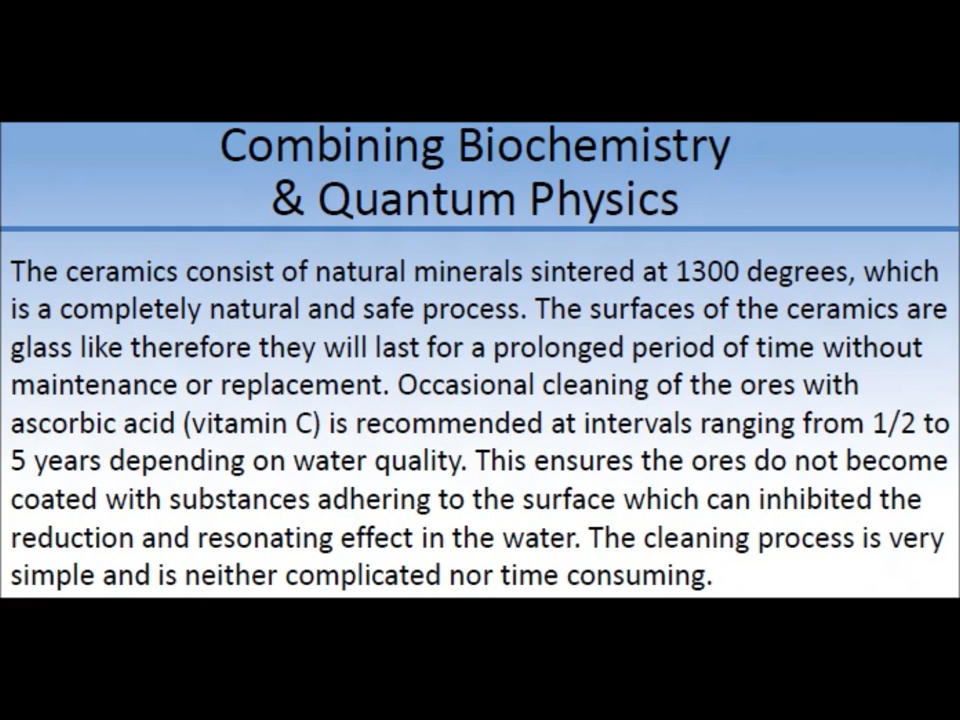 Combining Biochemistry
& Quantum Physics
The ceramics consist of natural minerals sintered at 1300 degrees, which
is a completely natural and safe process. The surfaces of the ceramics are
glass like therefore they will last for a prolonged period of time without
maintenance or replacement. Occasional cleaning of the ores with
ascorbic acid (vitamin C) is recommended at intervals ranging from 1/2 to
5 years depending on water quality. This ensures the ores do not become
coated with substances adhering to the surface which can inhibited the
reduction and resonating effect in the water. The cleaning process is very
simple and is neither complicated nor time consuming.